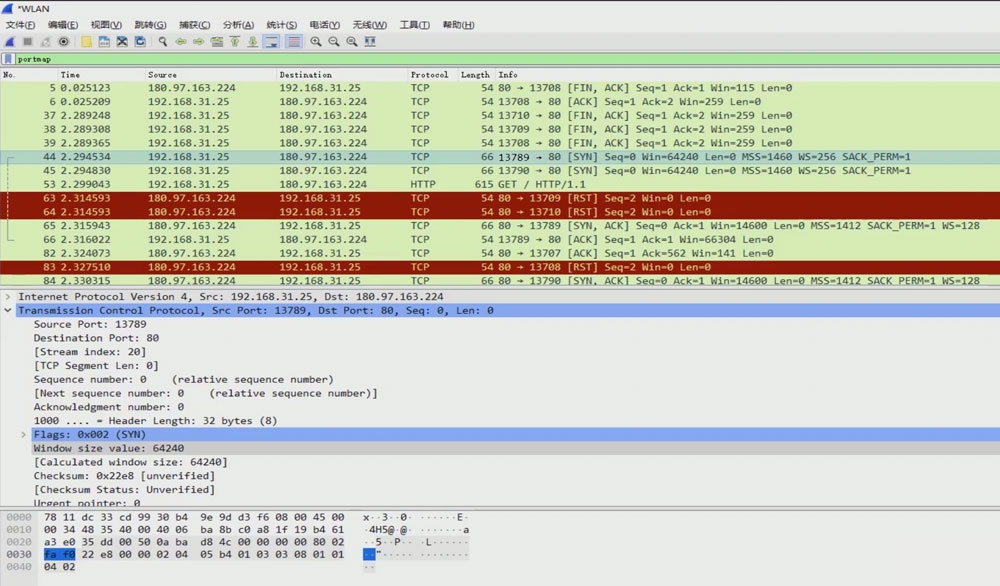 *WLAN
文件(F) 编辑(E) 视图(V) 跳转(G) 捕获(C) 分析(A) 统计(S) 电话(Y) 无线(W) 工具(T) 帮助(H)
portmap
No. Time Source Destination Protocol Length Info
5 0.025123 180.97.163.224 192.168.31.25 TCP 54 80 → 13708 [FIN, ACK] Seq=1 Ack=1 Win=115 Len=0
6 0.025209 192.168.31.25 180.97.163.224 TCP 54 13708 → 80 [ACK] Seq=1 Ack=2 Win=259 Len=0
37 2.289248 192.168.31.25 180.97.163.224 TCP 54 13710 → 80 [FIN, ACK] Seq=1 Ack=2 Win=259 Len=0
38 2.289308 192.168.31.25 180.97.163.224 TCP 54 13709 → 80 [FIN, ACK] Seq=1 Ack=2 Win=259 Len=0
39 2.289365 192.168.31.25 180.97.163.224 TCP 54 13708 → 80 [FIN, ACK] Seq=1 Ack=2 Win=259 Len=0
44 2.294534 192.168.31.25 180.97.163.224 TCP 66 13789 → 80 [SYN] Seq=0 Win=64240 Len=0 MSS=1460 WS=256 SACK_PERM=1
45 2.294830 192.168.31.25 180.97.163.224 TCP 66 13790 → 80 [SYN] Seq=0 Win=64240 Len=0 MSS=1460 WS=256 SACK_PERM=1
53 2.299043 192.168.31.25 180.97.163.224 HTTP 615 GET / HTTP/1.1
63 2.314593 180.97.163.224 192.168.31.25 TCP 54 80 → 13709 [RST] Seq=2 Win=0 Len=0
64 2.314593 180.97.163.224 192.168.31.25 TCP 54 80 → 13710 [RST] Seq=2 Win=0 Len=0
65 2.315943 180.97.163.224 192.168.31.25 TCP 66 80 → 13789 [SYN, ACK] Seq=0 Ack=1 Win=14600 Len=0 MSS=1412 SACK_PERM=1 WS=128
66 2.316022 192.168.31.25 180.97.163.224 TCP 54 13789 → 80 [ACK] Seq=1 Ack=1 Win=66304 Len=0
82 2.324073 180.97.163.224 192.168.31.25 TCP 54 80 → 13707 [ACK] Seq=1 Ack=562 Win=141 Len=0
83 2.327510 180.97.163.224 192.168.31.25 TCP 54 80 → 13708 [RST] Seq=2 Win=0 Len=0
84 2.330315 180.97.163.224 192.168.31.25 TCP 66 80 → 13790 [SYN, ACK] Seq=0 Ack=1 Win=14600 Len=0 MSS=1412 SACK_PERM=1 WS=128
Internet Protocol Version 4, Src: 192.168.31.25, Dst: 180.97.163.224
Transmission Control Protocol, Src Port: 13789, Dst Port: 80, Seq: 0, Len: 0
Source Port: 13789
Destination Port: 80
[Stream index: 20]
[TCP Segment Len: 0]
Sequence number: 0 (relative sequence number)
[Next sequence number: 0 (relative sequence number)]
Acknowledgment number: 0
1000 .... = Header Length: 32 bytes (8)
Flags: 0x002 (SYN)
Window size value: 64240
[Calculated window size: 64240]
Checksum: 0x22e8 [unverified]
[Checksum Status: Unverified]
Urgent pointer: 0
0000 78 11 dc 33 cd 99 30 b4 9e 9d d3 f6 08 00 45 00 x··3··0· ······E·
0010 00 34 48 35 40 00 40 06 ba 8b c0 a8 1f 19 b4 61 ·4H5@·@· ·······a
0020 a3 e0 35 dd 00 50 0a ba d8 4c 00 00 00 00 80 02 ··5··P·· ·L······
0030 fa f0 22 e8 00 00 02 04 05 b4 01 03 03 08 01 01 ··"····· ········
0040 04 02 ··